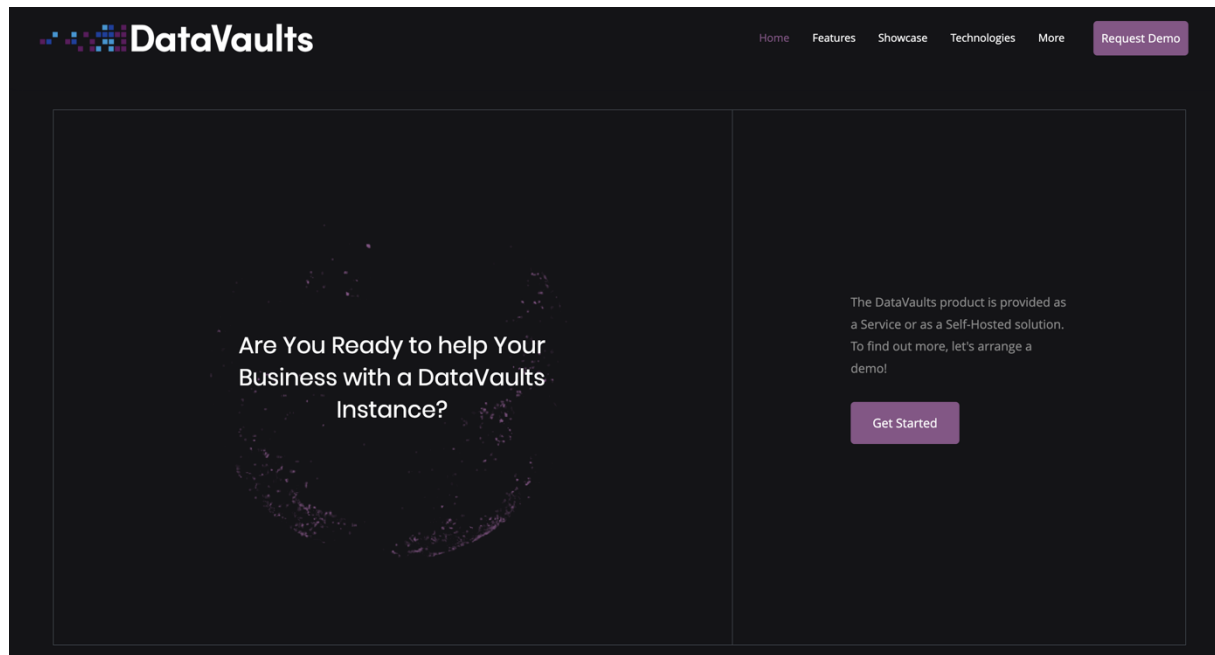 DataVaults
Home Features Showcase Technologies More Request Demo
Are You Ready to help Your
Business with a DataVaults
Instance?
The DataVaults product is provided as
a Service or as a Self-Hosted solution.
To find out more, let's arrange a
demo!
Get Started